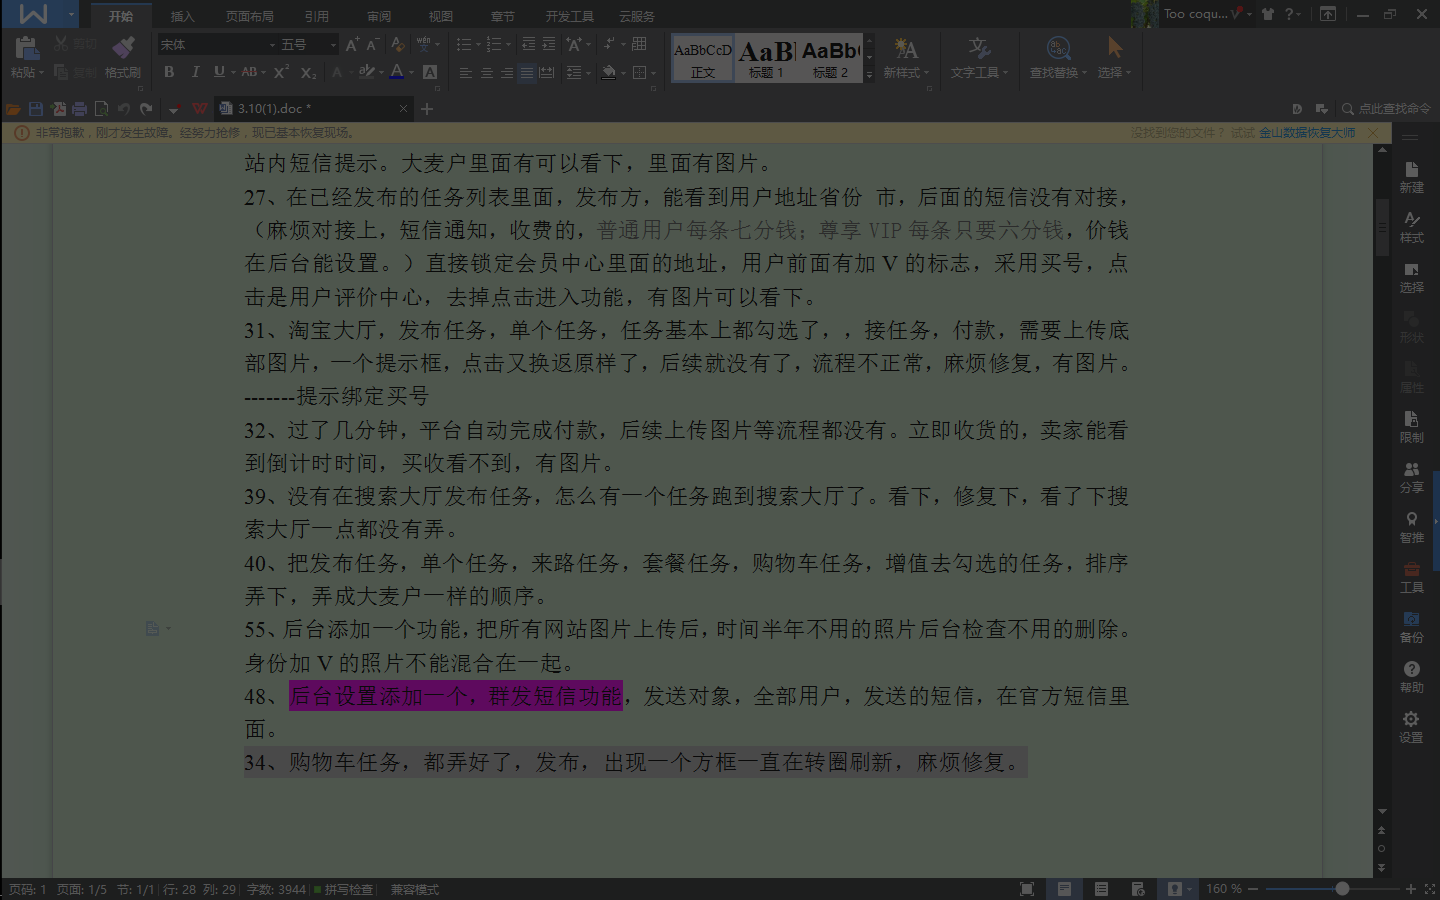 开始 插入 页面布局 引用 审阅 视图 章节 开发工具 云服务 Too coqu...
宋体 五号
粘贴 剪切 复制 格式刷
AaBbCcD AaB AaBb
正文 标题 1 标题 2 新样式 文字工具 查找替换 选择
3.10(1).doc * 点此查找命令
非常抱歉，刚才发生故障。经努力抢修，现已基本恢复现场。 没找到您的文件？ 试试 金山数据恢复大师
站内短信提示。大麦户里面有可以看下，里面有图片。
27、在已经发布的任务列表里面，发布方，能看到用户地址省份 市，后面的短信没有对接，
（麻烦对接上，短信通知，收费的，普通用户每条七分钱；尊享 VIP 每条只要六分钱，价钱
在后台能设置。）直接锁定会员中心里面的地址，用户前面有加 V 的标志，采用买号，点
击是用户评价中心，去掉点击进入功能，有图片可以看下。
31、淘宝大厅，发布任务，单个任务，任务基本上都勾选了，，接任务，付款，需要上传底
部图片，一个提示框，点击又换返原样了，后续就没有了，流程不正常，麻烦修复，有图片。
-------提示绑定买号
32、过了几分钟，平台自动完成付款，后续上传图片等流程都没有。立即收货的，卖家能看
到倒计时时间，买收看不到，有图片。
39、没有在搜索大厅发布任务，怎么有一个任务跑到搜索大厅了。看下，修复下，看了下搜
索大厅一点都没有弄。
40、把发布任务，单个任务，来路任务，套餐任务，购物车任务，增值去勾选的任务，排序
弄下，弄成大麦户一样的顺序。
55、后台添加一个功能，把所有网站图片上传后，时间半年不用的照片后台检查不用的删除。
身份加 V 的照片不能混合在一起。
48、后台设置添加一个，群发短信功能，发送对象，全部用户，发送的短信，在官方短信里
面。
34、购物车任务，都弄好了，发布，出现一个方框一直在转圈刷新，麻烦修复。
新建
样式
选择
形状
属性
限制
分享
智推
工具
备份
帮助
设置
页码: 1 页面: 1/5 节: 1/1 行: 28 列: 29 字数: 3944 拼写检查 兼容模式 160 %